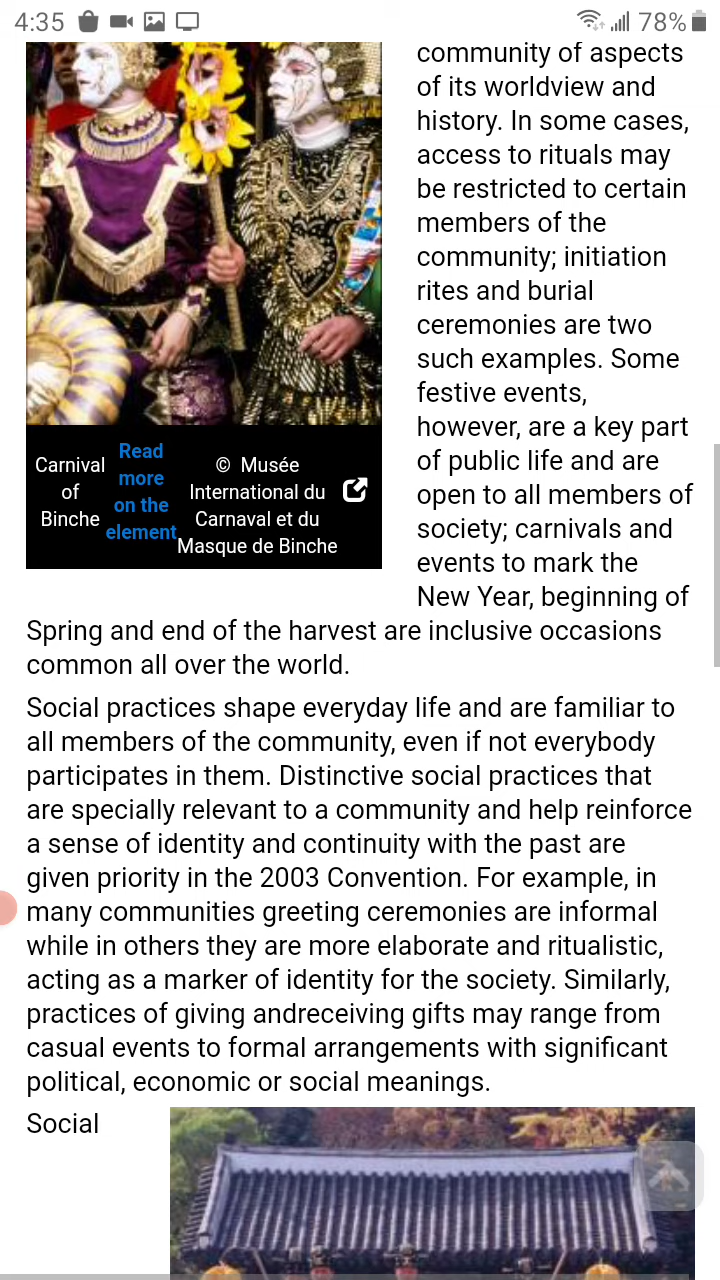 4:35
78%
community of aspects
of its worldview and
history. In some cases,
access to rituals may
be restricted to certain
members of the
community; initiation
rites and burial
ceremonies are two
such examples. Some
festive events,
however, are a key part
of public life and are
open to all members of
society; carnivals and
events to mark the
New Year, beginning of
Carnival
of
Binche
Read
more
on the
element
© Musée
International du
Carnaval et du
Masque de Binche
Spring and end of the harvest are inclusive occasions
common all over the world.
Social practices shape everyday life and are familiar to
all members of the community, even if not everybody
participates in them. Distinctive social practices that
are specially relevant to a community and help reinforce
a sense of identity and continuity with the past are
given priority in the 2003 Convention. For example, in
many communities greeting ceremonies are informal
while in others they are more elaborate and ritualistic,
acting as a marker of identity for the society. Similarly,
practices of giving andreceiving gifts may range from
casual events to formal arrangements with significant
political, economic or social meanings.
Social